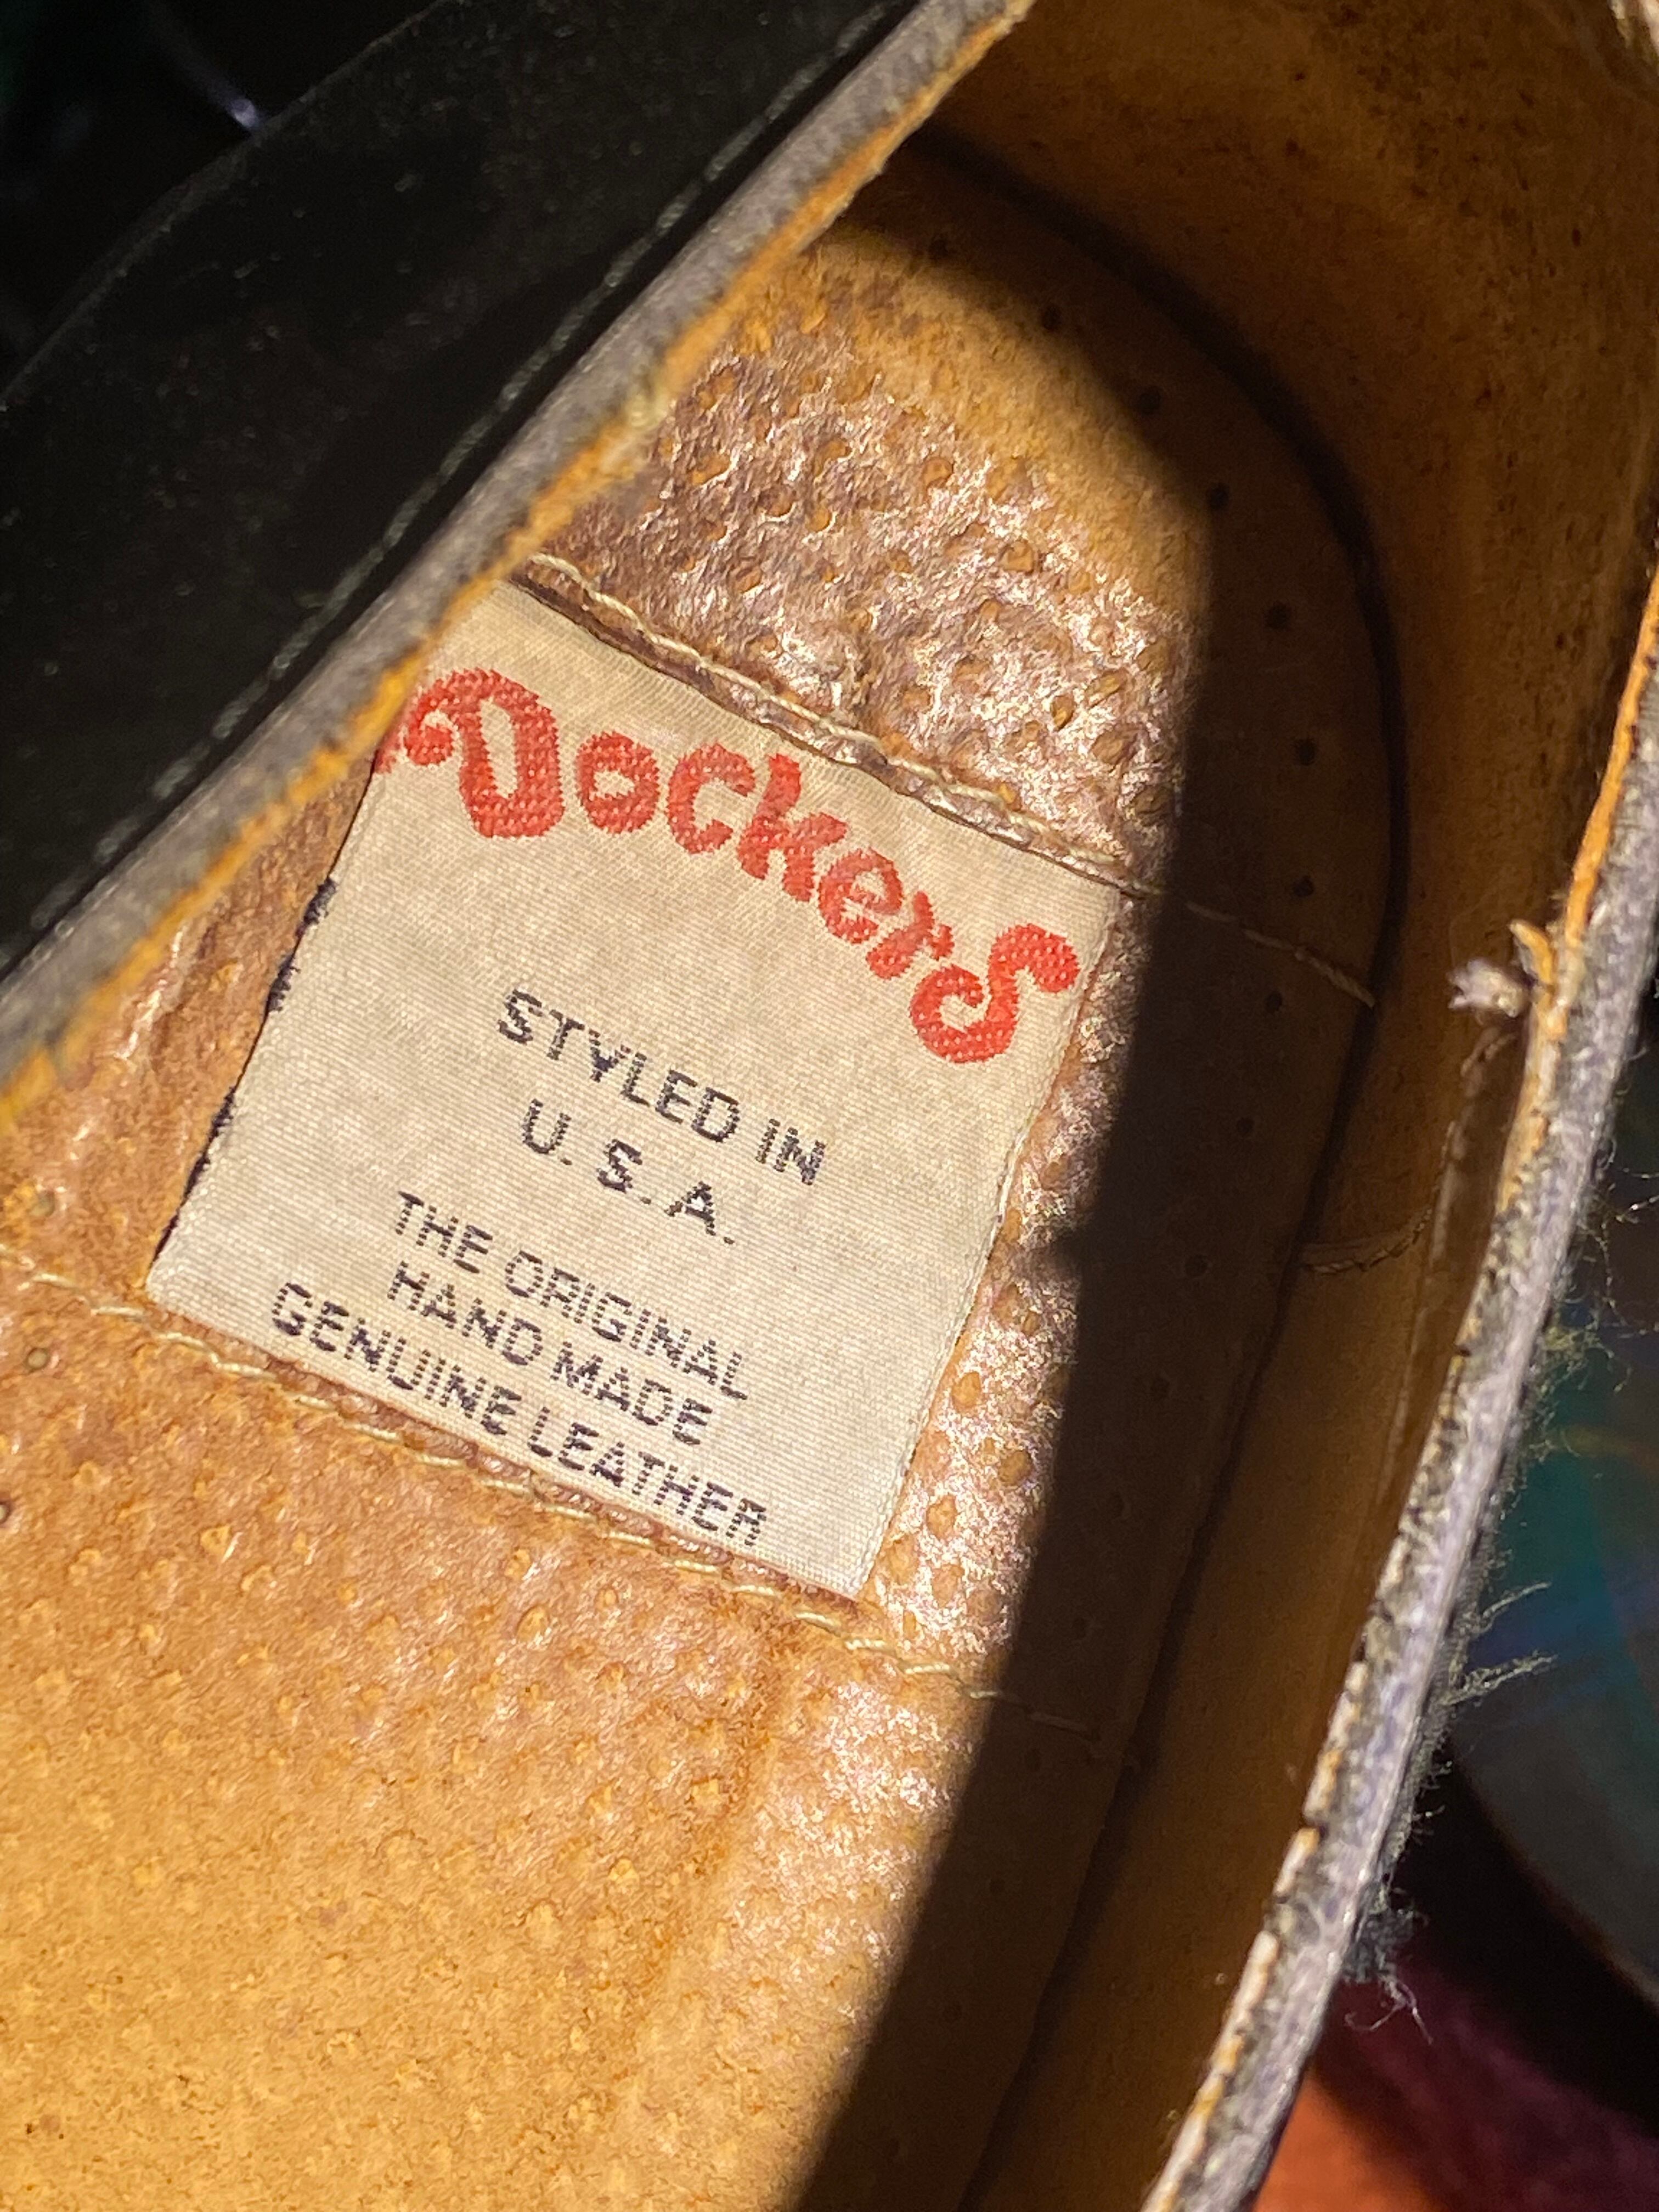 Dockers
STYLED IN
U.S.A.
THE ORIGINAL
HAND MADE
GENUINE LEATHER